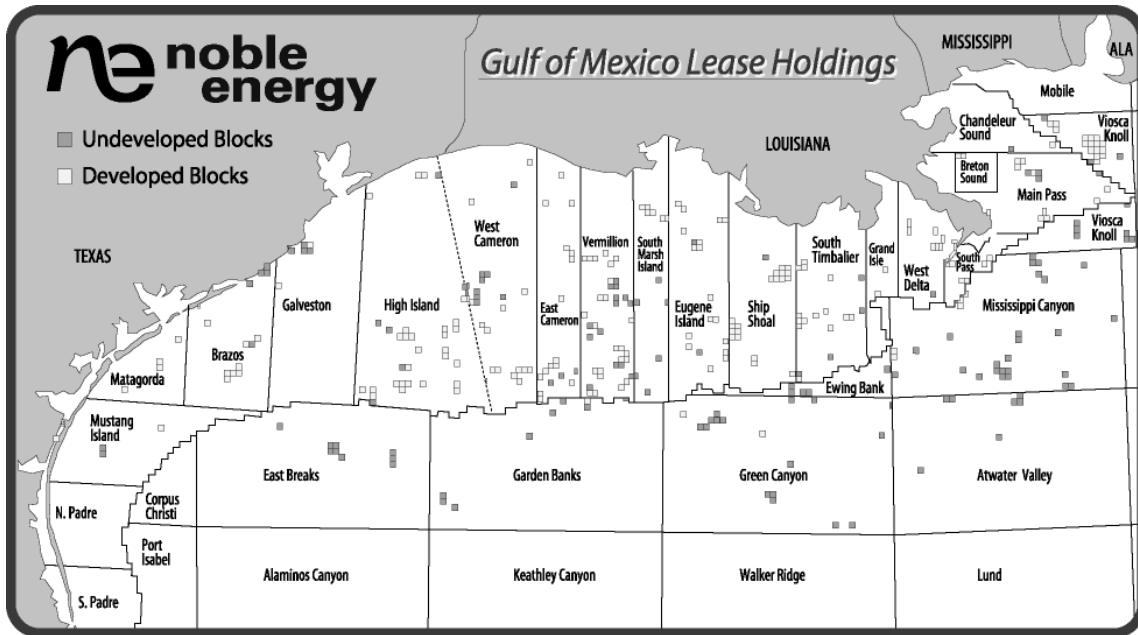 noble
energy
Gulf of Mexico Lease Holdings
Undeveloped Blocks
Developed Blocks
MISSISSIPPI
ALA
LOUISIANA
TEXAS
Mobile
Chandeleur
Sound
Viosca
Knoll
Breton
Sound
Main Pass
Viosca
Knoll
West
Cameron
Vermillion
South
Marsh
Island
South
Timbalier
Grand
Isle
West
Delta
South
Pass
Galveston
High Island
East
Cameron
Eugene
Island
Ship
Shoal
Mississippi Canyon
Brazos
Matagorda
Ewing Bank
Mustang
Island
East Breaks
Garden Banks
Green Canyon
Atwater Valley
N. Padre
Corpus
Christi
Port
Isabel
Alaminos Canyon
Keathley Canyon
Walker Ridge
Lund
S. Padre